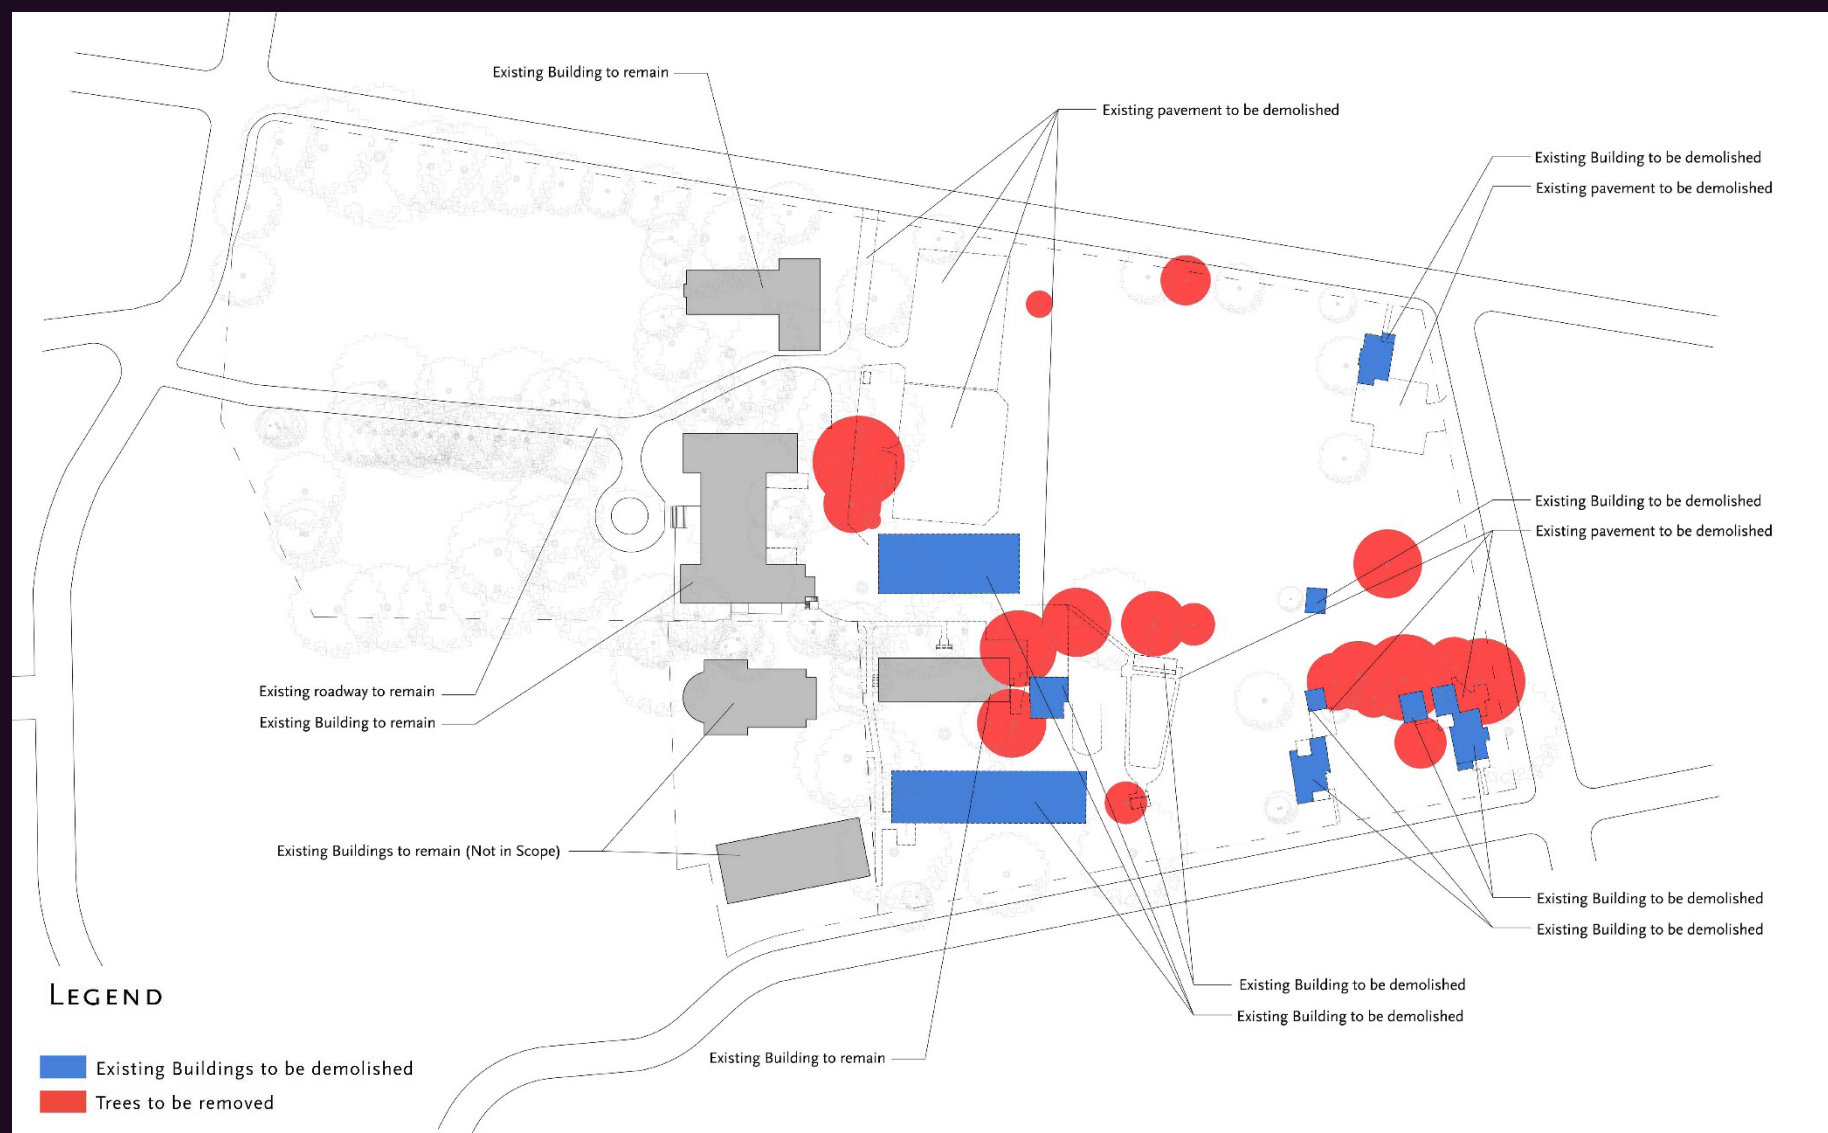 Existing Building to remain
Existing pavement to be demolished
Existing Building to be demolished
Existing pavement to be demolished
Existing Building to be demolished
Existing pavement to be demolished
Existing roadway to remain
Existing Building to remain
Existing Buildings to remain (Not in Scope)
Existing Building to be demolished
Existing Building to be demolished
Existing Building to be demolished
Existing Building to be demolished
Existing Building to remain
LEGEND
Existing Buildings to be demolished
Trees to be removed